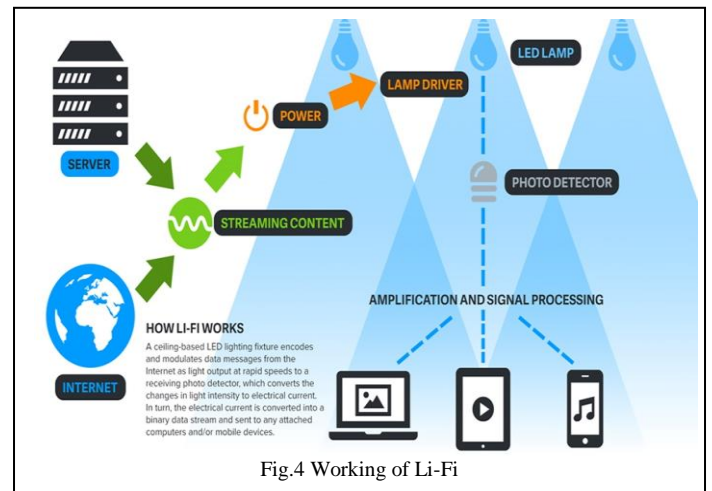 LED LAMP
LAMP DRIVER
POWER
SERVER
PHOTO DETECTOR
STREAMING CONTENT
AMPLIFICATION AND SIGNAL PROCESSING
HOW LI-FI WORKS
A ceiling-based LED lighting fixture encodes
and modulates data messages from the
Internet as light output at rapid speeds to a
receiving photo detector, which converts the
changes in light intensity to electrical current.
In turn, the electrical current is converted into a
binary data stream and sent to any attached
computers and/or mobile devices.
INTERNET
Fig.4 Working of Li-Fi